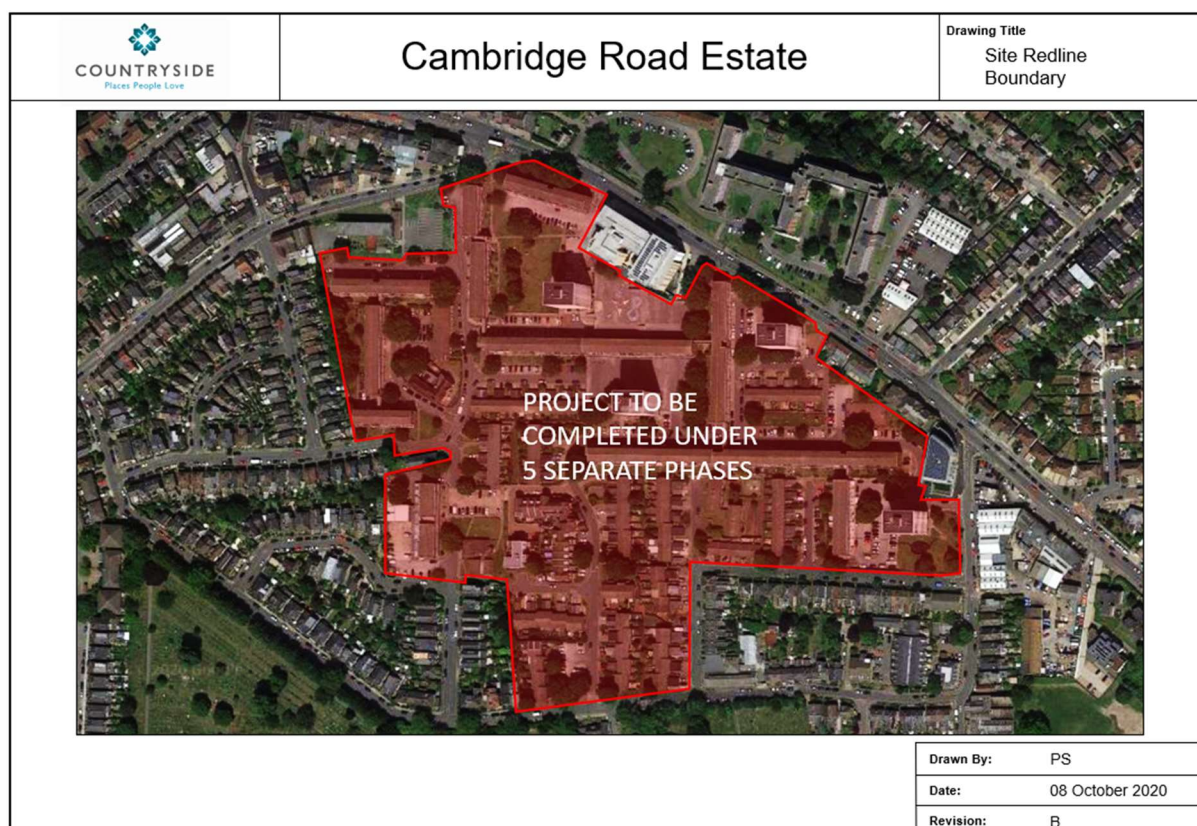 COUNTRYSIDE
Places People Love
Cambridge Road Estate
Drawing Title
Site Redline
Boundary
PROJECT TO BE
COMPLETED UNDER
5 SEPARATE PHASES
Drawn By: PS
Date: 08 October 2020
Revision: B